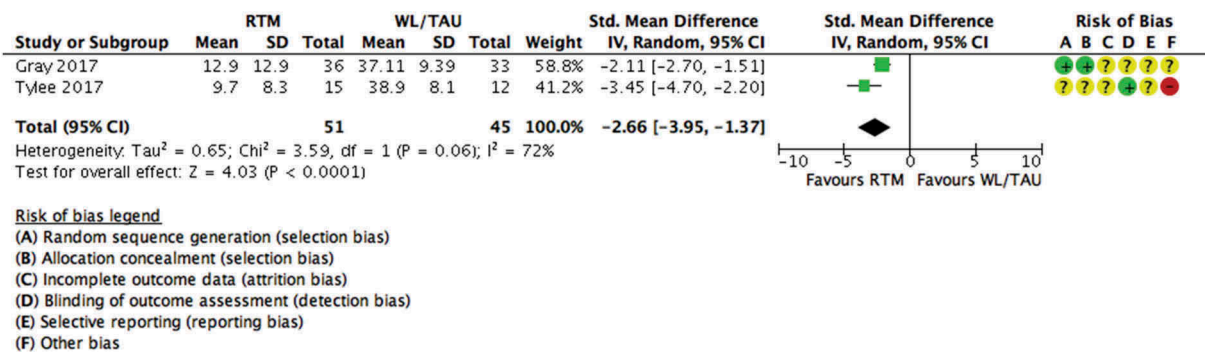 RTM WL/TAU Std. Mean Difference Std. Mean Difference Risk of Bias
Study or Subgroup Mean SD Total Mean SD Total Weight IV, Random, 95% CI IV, Random, 95% CI A B C D E F
Gray 2017 12.9 12.9 36 37.11 9.39 33 58.8% −2.11 [−2.70, −1.51] + + ? ? ? ?
Tylee 2017 9.7 8.3 15 38.9 8.1 12 41.2% −3.45 [−4.70, −2.20] ? ? ? + ? −
Total (95% CI) 51 45 100.0% −2.66 [−3.95, −1.37]
Heterogeneity: Tau² = 0.65; Chi² = 3.59, df = 1 (P = 0.06); I² = 72%
Test for overall effect: Z = 4.03 (P < 0.0001)
−10 −5 0 5 10
Favours RTM Favours WL/TAU
Risk of bias legend
(A) Random sequence generation (selection bias)
(B) Allocation concealment (selection bias)
(C) Incomplete outcome data (attrition bias)
(D) Blinding of outcome assessment (detection bias)
(E) Selective reporting (reporting bias)
(F) Other bias